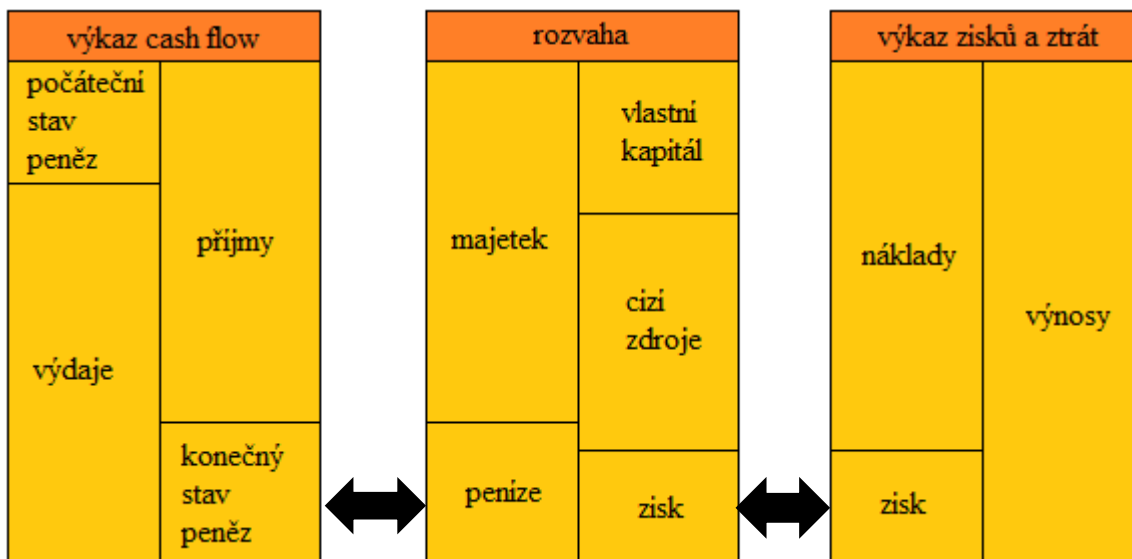 výkaz cash flow
počáteční
stav
peněz
příjmy
výdaje
konečný
stav
peněz
rozvaha
majetek
vlastní
kapitál
cizí
zdroje
peníze
zisk
výkaz zisků a ztrát
náklady
výnosy
zisk